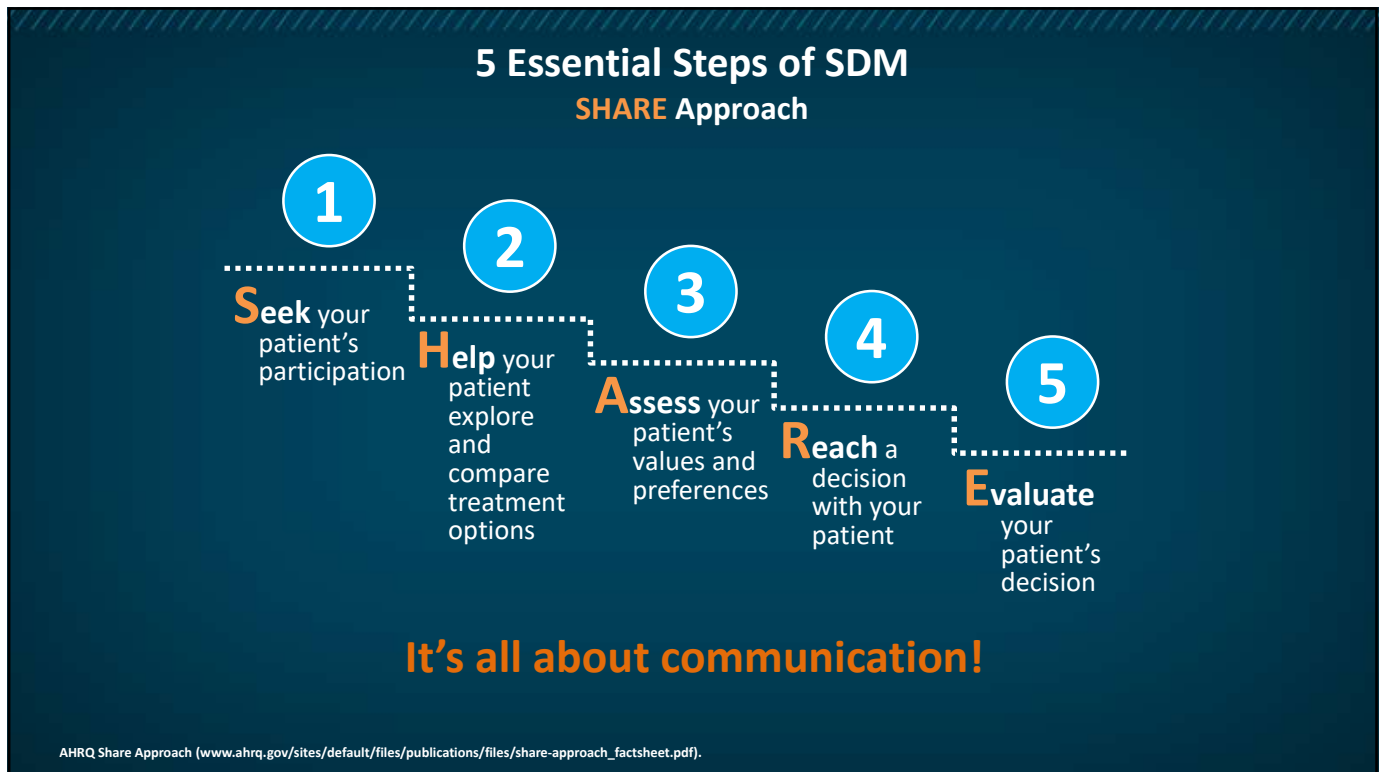 5 Essential Steps of SDM
SHARE Approach
1
Seek your
patient's
participation
2
Help your
patient
explore
and
compare
treatment
options
3
Assess your
patient's
values and
preferences
4
Reach a
decision
with your
patient
5
Evaluate
your
patient's
decision
It's all about communication!
AHRQ Share Approach (www.ahrq.gov/sites/default/files/publications/files/share-approach_factsheet.pdf).